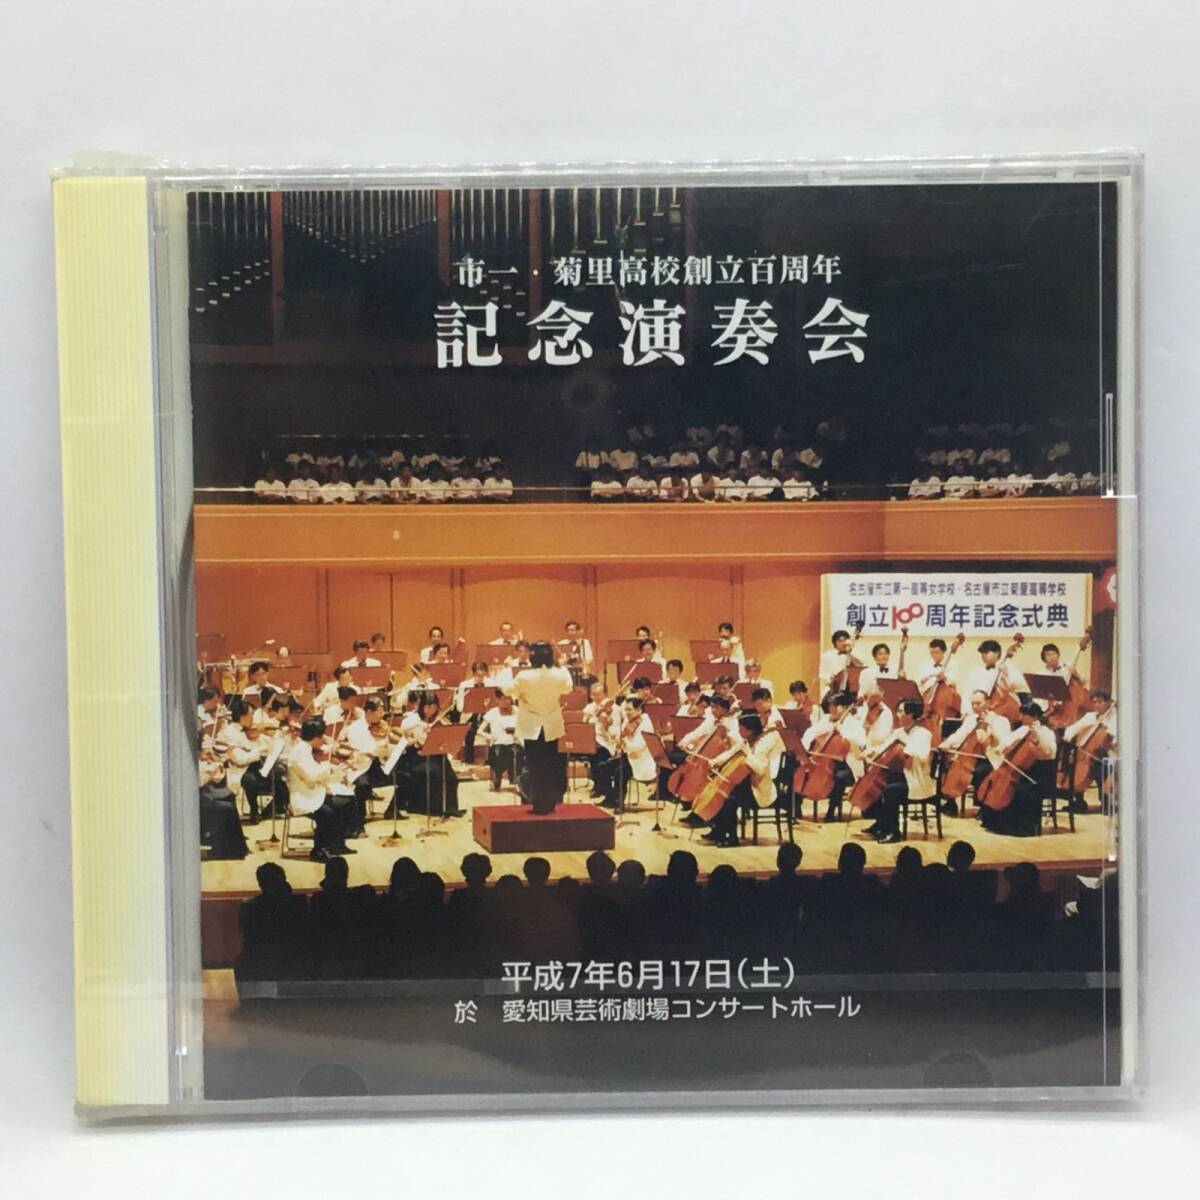 市一・菊里高校創立百周年
記念演奏会
名古屋市立第一高等女学校・名古屋市立菊里高等学校
創立100周年記念式典
平成7年6月17日(土)
於 愛知県芸術劇場コンサートホール